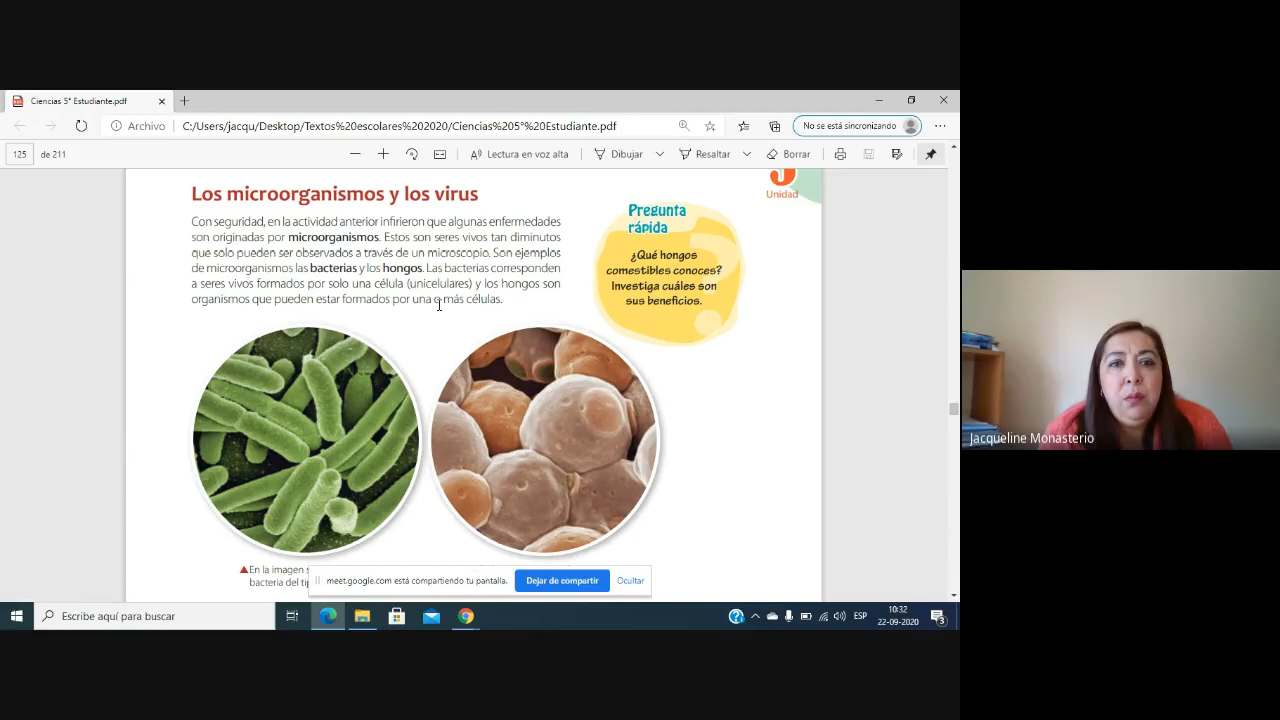 Ciencias 5° Estudiante.pdf
Archivo
C:/Users/jacqu/Desktop/Textos%20escolares%202020/Ciencias%205°%20Estudiante.pdf
No se está sincronizando
125 de 211
Lectura en voz alta
Dibujar
Resaltar
Borrar
Los microorganismos y los virus
Con seguridad, en la actividad anterior infirieron que algunas enfermedades
son originadas por microorganismos. Estos son seres vivos tan diminutos
que solo pueden ser observados a través de un microscopio. Son ejemplos
de microorganismos las bacterias y los hongos. Las bacterias corresponden
a seres vivos formados por solo una célula (unicelulares) y los hongos son
organismos que pueden estar formados por una o más células.
Unidad
Pregunta
rápida
¿Qué hongos
comestibles conoces?
Investiga cuáles son
sus beneficios.
?
En la imagen
bacteria del
meet.google.com está compartiendo tu pantalla.
Dejar de compartir
Ocultar
Jacqueline Monasterio
Escribe aquí para buscar
ESP
10:32
22-09-2020
3